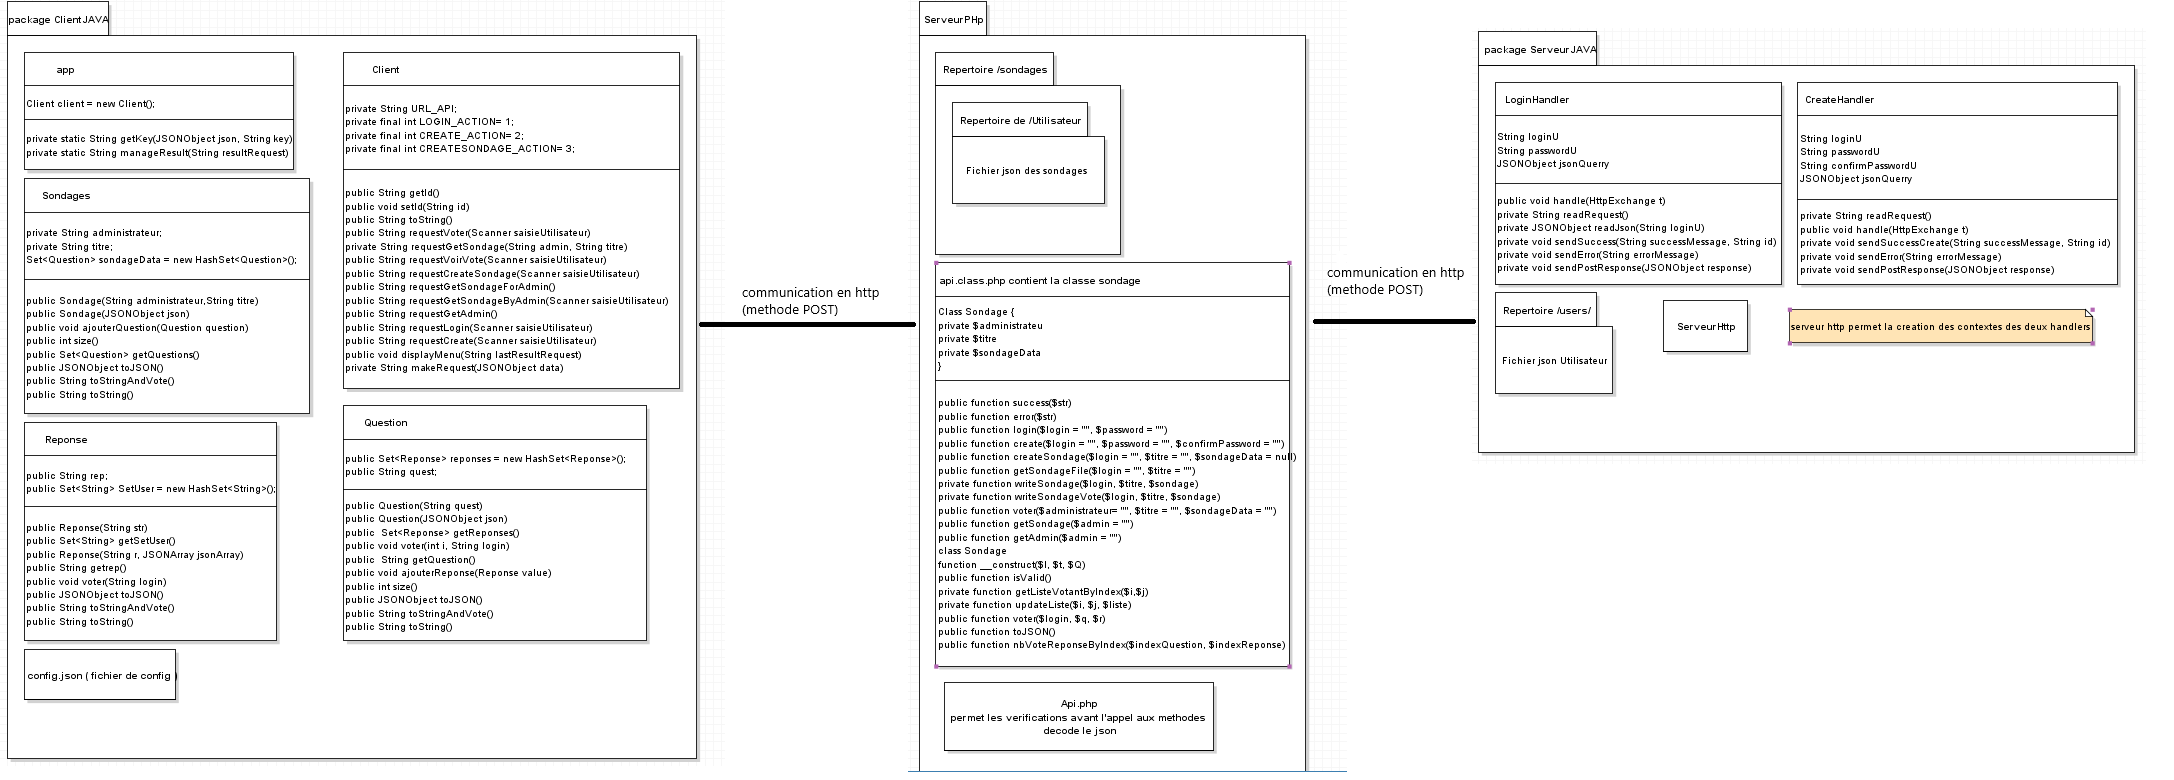 package ClientJAVA
app
Client client = new Client();
private static String getKey(JSONObject json, String key)
private static String manageResult(String resultRequest)
Sondages
private String administrateur;
private String titre;
Set<Question> sondageData = new HashSet<Question>();
public Sondage(String administrateur,String titre)
public Sondage(JSONObject json)
public void ajouterQuestion(Question question)
public int size()
public Set<Question> getQuestions()
public JSONObject toJSON()
public String toStringAndVote()
public String toString()
Reponse
public String rep;
public Set<String> SetUser = new HashSet<String>();
public Reponse(String str)
public Set<String> getSetUser()
public Reponse(String r, JSONArray jsonArray)
public String getrep()
public void voter(String login)
public JSONObject toJSON()
public String toStringAndVote()
public String toString()
config.json ( fichier de config )
Client
private String URL_API;
private final int LOGIN_ACTION= 1;
private final int CREATE_ACTION= 2;
private final int CREATESONDAGE_ACTION= 3;
public String getId()
public void setId(String id)
public String toString()
public String requestVoter(Scanner saisieUtilisateur)
private String requestGetSondage(String admin, String titre)
public String requestVoirVote(Scanner saisieUtilisateur)
public String requestCreateSondage(Scanner saisieUtilisateur)
public String requestGetSondageForAdmin()
public String requestGetSondageByAdmin(Scanner saisieUtilisateur)
public String requestGetAdmin()
public String requestLogin(Scanner saisieUtilisateur)
public String requestCreate(Scanner saisieUtilisateur)
public void displayMenu(String lastResultRequest)
private String makeRequest(JSONObject data)
Question
public Set<Reponse> reponses = new HashSet<Reponse>();
public String quest;
public Question(String quest)
public Question(JSONObject json)
public Set<Reponse> getReponses()
public void voter(int i, String login)
public String getQuestion()
public void ajouterReponse(Reponse value)
public int size()
public JSONObject toJSON()
public String toStringAndVote()
public String toString()
communication en http
(methode POST)
ServeurPHp
Repertoire /sondages
Repertoire de /Utilisateur
Fichier json des sondages
api.class.php contient la classe sondage
Class Sondage {
private $administrateu
private $titre
private $sondageData
}
public function success($str)
public function error($str)
public function login($login = "", $password = "")
public function create($login = "", $password = "", $confirmPassword = "")
public function createSondage($login = "", $titre = "", $sondageData = null)
public function getSondageFile($login = "", $titre = "")
private function writeSondage($login, $titre, $sondage)
private function writeSondageVote($login, $titre, $sondage)
public function voter($administrateur= "", $titre = "", $sondageData = "")
public function getSondage($admin = "")
public function getAdmin($admin = "")
class Sondage
function __construct($l, $t, $Q)
public function isValid()
private function getListeVotantByIndex($i,$j)
private function updateListe($i, $j, $liste)
public function voter($login, $q, $r)
public function toJSON()
public function nbVoteReponseByIndex($indexQuestion, $indexReponse)
Api.php
permet les verifications avant l'appel aux methodes
decode le json
communication en http
(methode POST)
package ServeurJAVA
LoginHandler
String loginU
String passwordU
JSONObject jsonQuerry
public void handle(HttpExchange t)
private String readRequest()
private JSONObject readJson(String loginU)
private void sendSuccess(String successMessage, String id)
private void sendError(String errorMessage)
private void sendPostResponse(JSONObject response)
CreateHandler
String loginU
String passwordU
String confirmPasswordU
JSONObject jsonQuerry
private String readRequest()
public void handle(HttpExchange t)
private void sendSuccessCreate(String successMessage, String id)
private void sendError(String errorMessage)
private void sendPostResponse(JSONObject response)
Repertoire /users/
Fichier json Utilisateur
ServeurHttp
serveur http permet la creation des contextes des deux handlers